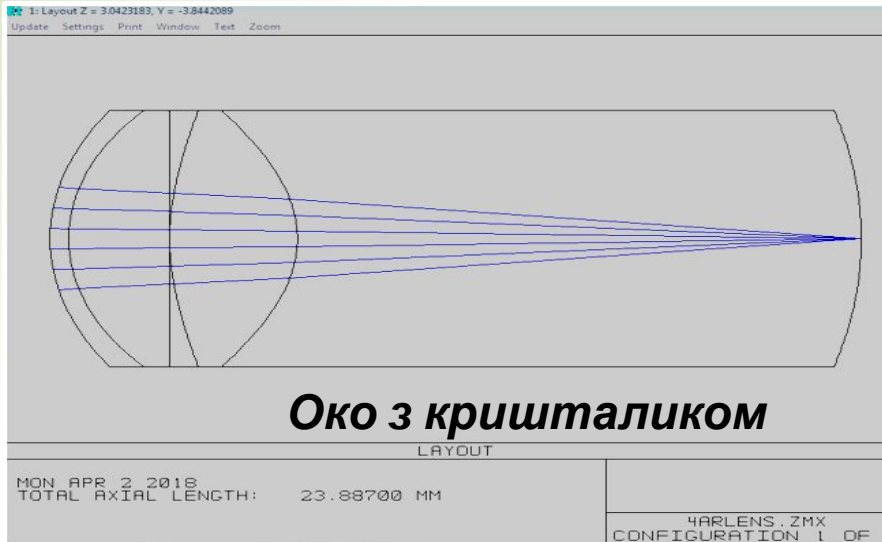 1: Layout Z = 3.0423183, Y = -3.8442089
Update Settings Print Window Text Zoom
Око з кришталиком
LAYOUT
MON APR 2 2018
TOTAL AXIAL LENGTH: 23.88700 MM
4ARLENS.ZMX
CONFIGURATION 1 OF